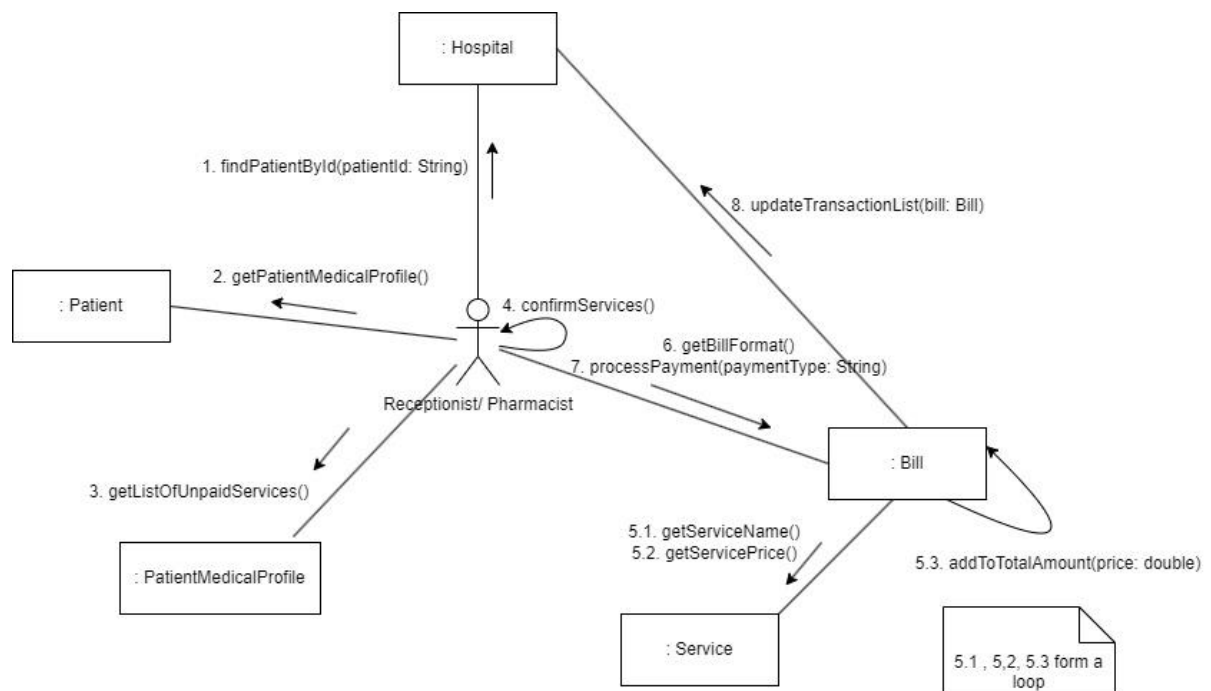 : Hospital
1. findPatientById(patientId: String)
8. updateTransactionList(bill: Bill)
2. getPatientMedicalProfile()
: Patient
4. confirmServices()
6. getBillFormat()
7. processPayment(paymentType: String)
Receptionist/ Pharmacist
: Bill
3. getListOfUnpaidServices()
5.1. getServiceName()
5.2. getServicePrice()
5.3. addToTotalAmount(price: double)
: PatientMedicalProfile
: Service
5.1 , 5,2, 5.3 form a
loop